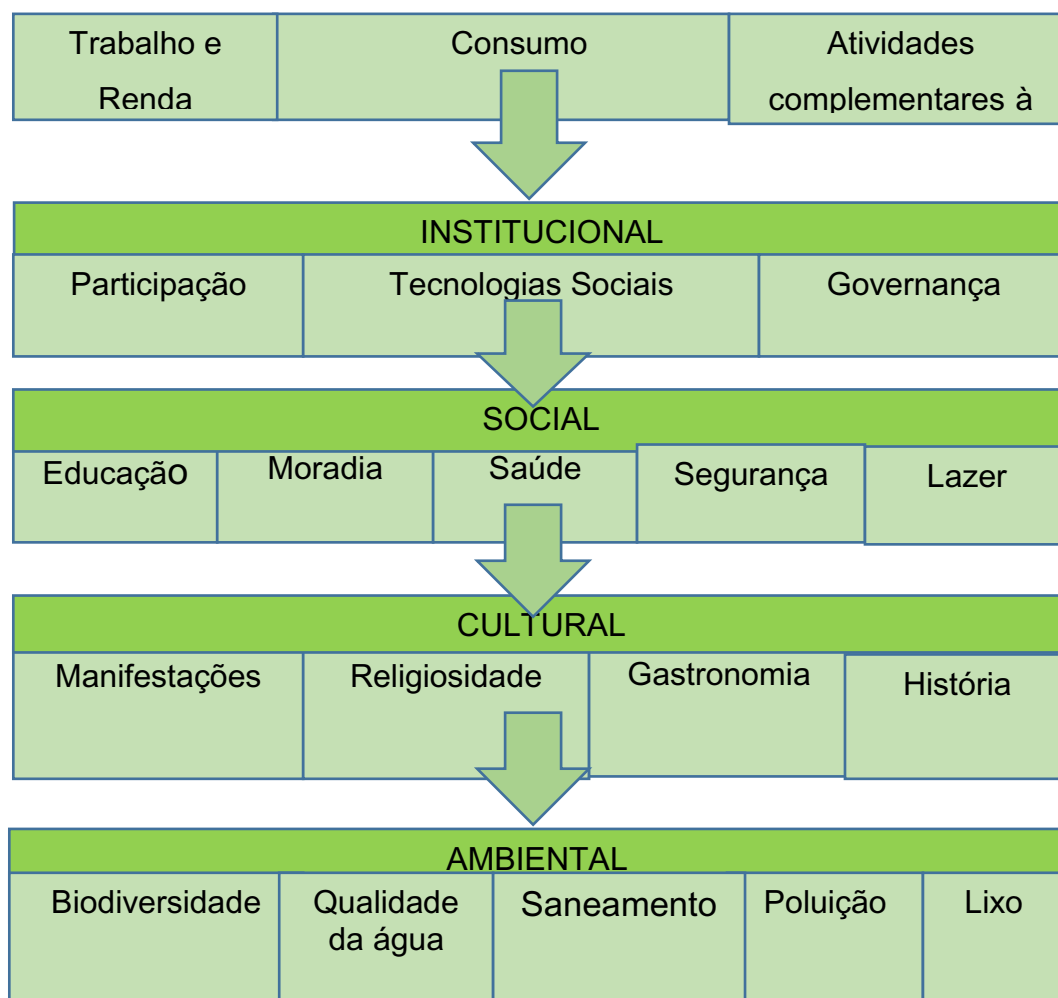 Trabalho e
Renda
Consumo
Atividades
complementares à
INSTITUCIONAL
Participação
Tecnologias Sociais
Governança
SOCIAL
Educação
Moradia
Saúde
Segurança
Lazer
CULTURAL
Manifestações
Religiosidade
Gastronomia
História
AMBIENTAL
Biodiversidade
Qualidade
da água
Saneamento
Poluição
Lixo